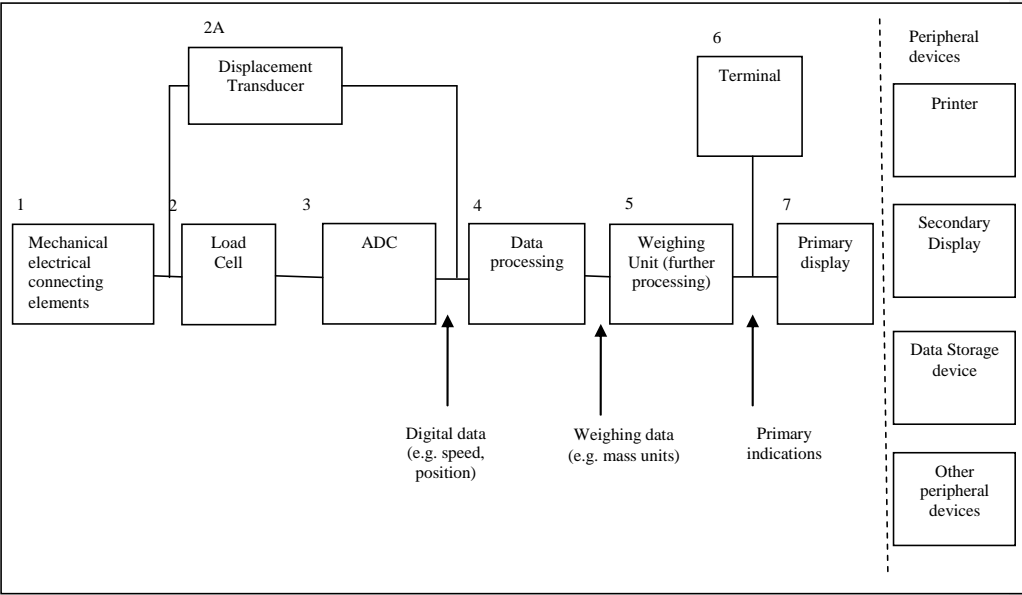 2A
Displacement
Transducer
6
Terminal
Peripheral
devices
Printer
1
Mechanical
electrical
connecting
elements
2
Load
Cell
3
ADC
4
Data
processing
5
Weighing
Unit (further
processing)
7
Primary
display
Secondary
Display
Data Storage
device
Other
peripheral
devices
Digital data
(e.g. speed,
position)
Weighing data
(e.g. mass units)
Primary
indications